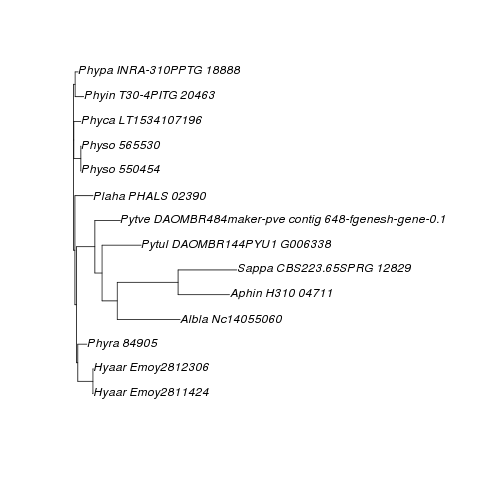 Phypa INRA-310PPTG 18888
Phyin T30-4PITG 20463
Phyca LT1534107196
Physo 565530
Physo 550454
Plaha PHALS 02390
Pytve DAOMBR484maker-pve contig 648-fgenesh-gene-0.1
Pytul DAOMBR144PYU1 G006338
Sappa CBS223.65SPRG 12829
Aphin H310 04711
Albla Nc14055060
Phyra 84905
Hyaar Emoy2812306
Hyaar Emoy2811424